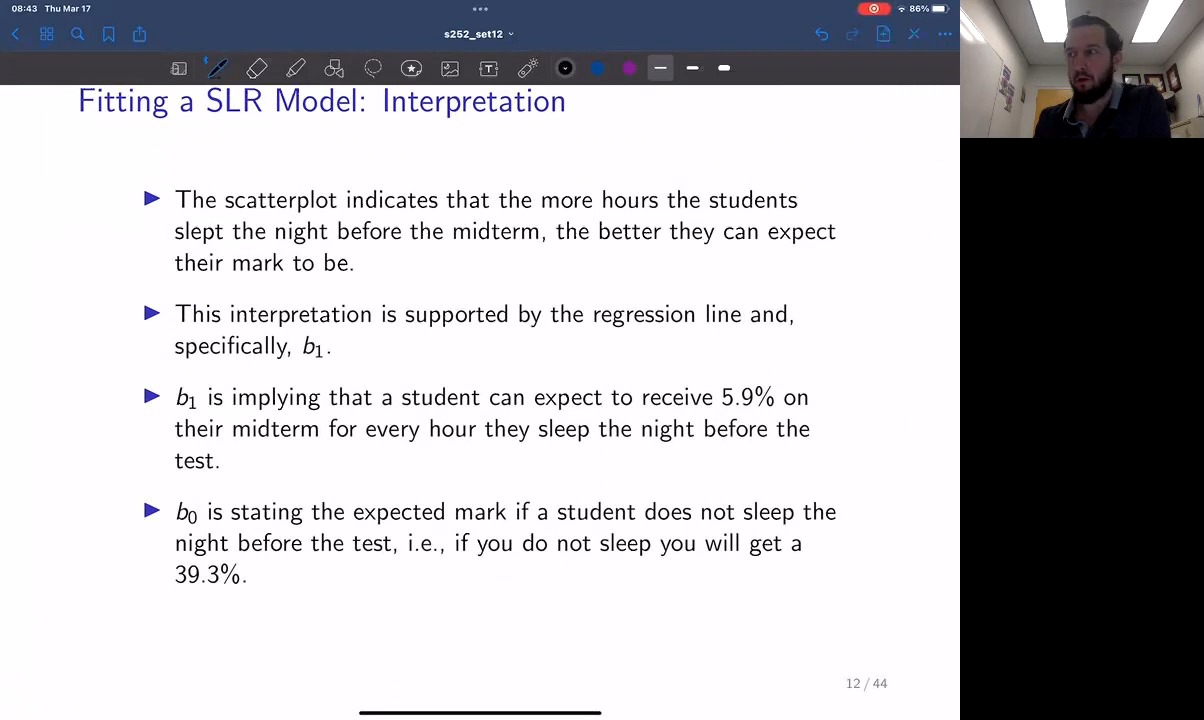 08:43 Thu Mar 17
86%
s252_set12
Fitting a SLR Model: Interpretation
The scatterplot indicates that the more hours the students
slept the night before the midterm, the better they can expect
their mark to be.
This interpretation is supported by the regression line and,
specifically, b₁.
b₁ is implying that a student can expect to receive 5.9% on
their midterm for every hour they sleep the night before the
test.
b₀ is stating the expected mark if a student does not sleep the
night before the test, i.e., if you do not sleep you will get a
39.3%.
12 / 44